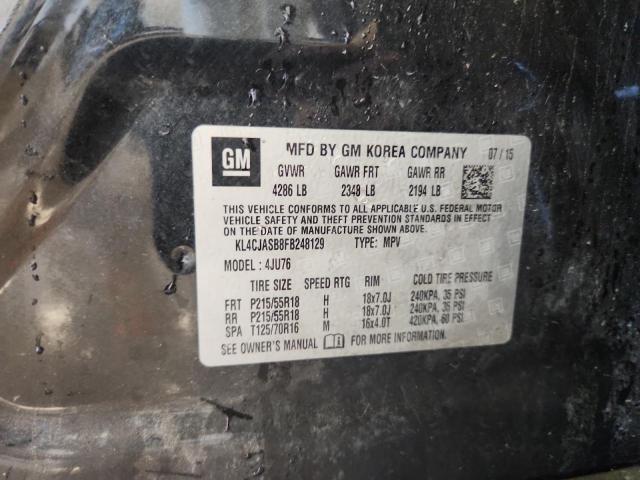 GM
MFD BY GM KOREA COMPANY 07/15
GVWR GAWR FRT GAWR RR
4286 LB 2348 LB 2194 LB
THIS VEHICLE CONFORMS TO ALL APPLICABLE U.S. FEDERAL MOTOR
VEHICLE SAFETY AND THEFT PREVENTION STANDARDS IN EFFECT
ON THE DATE OF MANUFACTURE SHOWN ABOVE.
KL4CJASB8FB248129 TYPE: MPV
MODEL : 4JU76
TIRE SIZE SPEED RTG RIM COLD TIRE PRESSURE
FRT P215/55R18 H 18x7.0J 240KPA, 35 PSI
RR P215/55R18 H 18x7.0J 240KPA, 35 PSI
SPA T125/70R16 M 16x4.0T 420KPA, 60 PSI
SEE OWNER'S MANUAL FOR MORE INFORMATION.